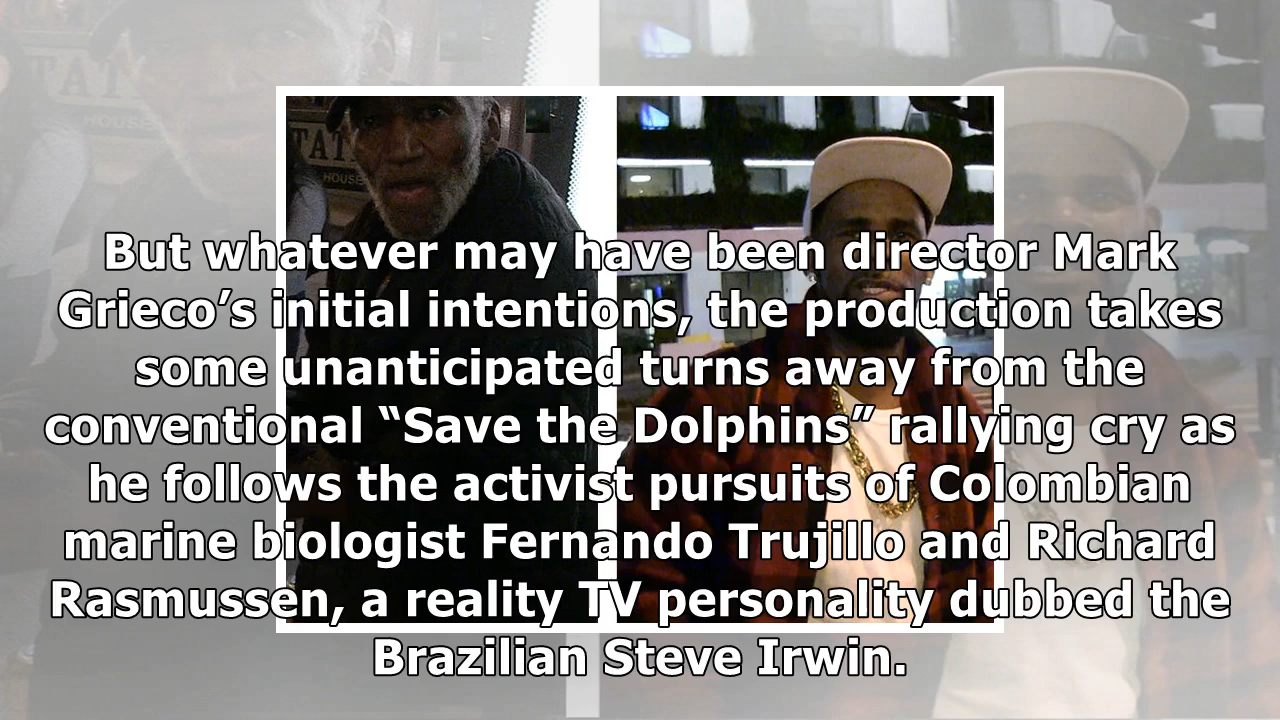 TAT
HOUSE
But whatever may have been director Mark
Grieco’s initial intentions, the production takes
some unanticipated turns away from the
conventional “Save the Dolphins” rallying cry as
he follows the activist pursuits of Colombian
marine biologist Fernando Trujillo and Richard
Rasmussen, a reality TV personality dubbed the
Brazilian Steve Irwin.